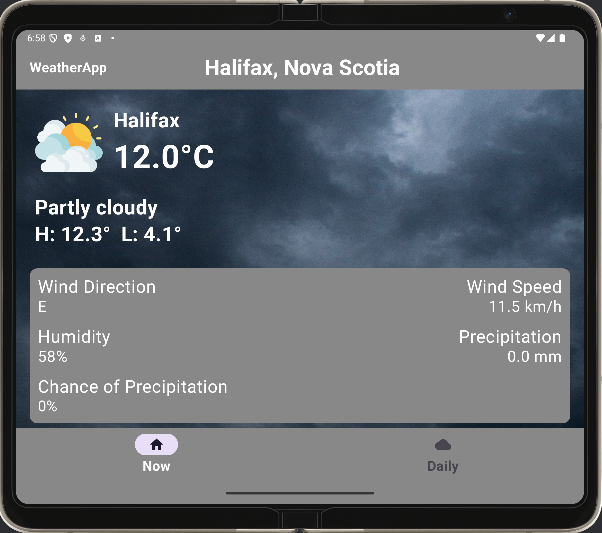 6:58
WeatherApp
Halifax, Nova Scotia
Halifax
12.0°C
Partly cloudy
H: 12.3° L: 4.1°
Wind Direction
E
Wind Speed
11.5 km/h
Humidity
58%
Precipitation
0.0 mm
Chance of Precipitation
0%
Now
Daily